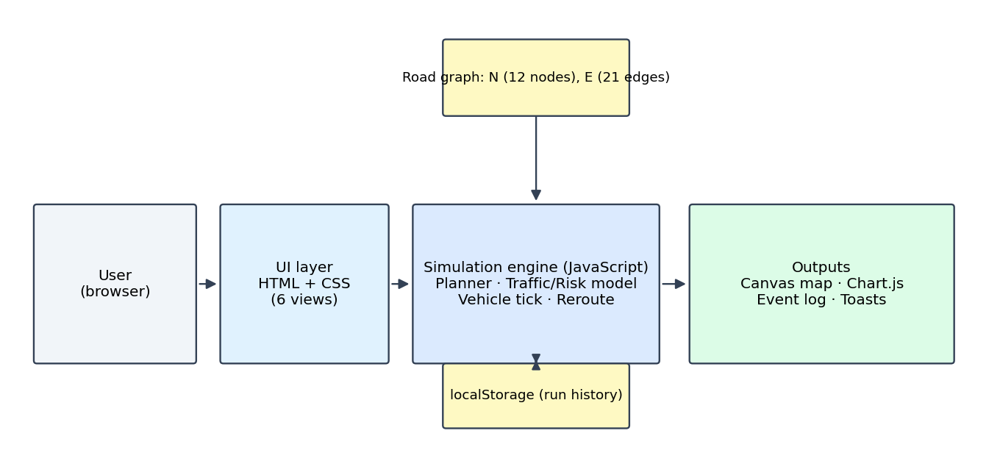 Road graph: N (12 nodes), E (21 edges)
User
(browser)
UI layer
HTML + CSS
(6 views)
Simulation engine (JavaScript)
Planner · Traffic/Risk model
Vehicle tick · Reroute
Outputs
Canvas map · Chart.js
Event log · Toasts
localStorage (run history)